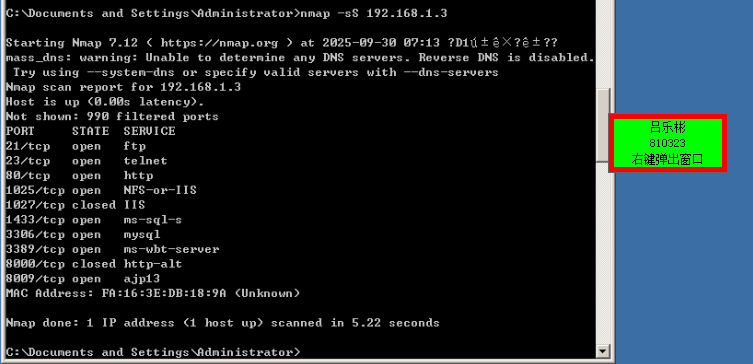 C:\Documents and Settings\Administrator>nmap -sS 192.168.1.3
Starting Nmap 7.12 ( https://nmap.org ) at 2025-09-30 07:13 ?D1ú±ê×?ê±??
mass_dns: warning: Unable to determine any DNS servers. Reverse DNS is disabled.
Try using --system-dns or specify valid servers with --dns-servers
Nmap scan report for 192.168.1.3
Host is up (0.00s latency).
Not shown: 990 filtered ports
PORT STATE SERVICE
21/tcp open ftp
23/tcp open telnet
80/tcp open http
1025/tcp open NFS-or-IIS
1027/tcp closed IIS
1433/tcp open ms-sql-s
3306/tcp open mysql
3389/tcp open ms-wbt-server
8000/tcp closed http-alt
8009/tcp open ajp13
MAC Address: FA:16:3E:DB:18:9A (Unknown)
Nmap done: 1 IP address (1 host up) scanned in 5.22 seconds
C:\Documents and Settings\Administrator>
吕乐彬
810323
右键弹出窗口